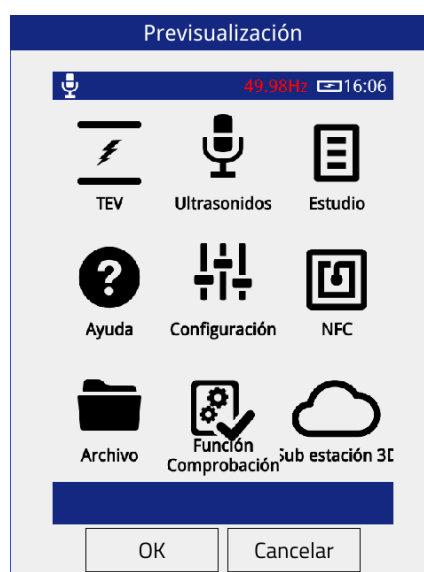 Previsualización
49.98Hz 16:06
TEV Ultrasonidos Estudio
Ayuda Configuración NFC
Archivo Función Comprobación Sub estación 3D
OK Cancelar